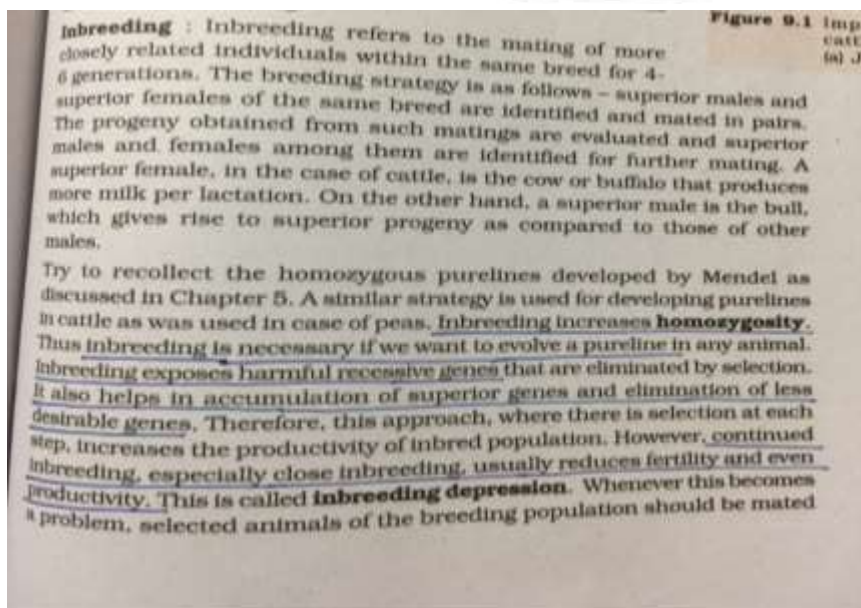 Figure 9.1 Imp
catt
(a) J
Inbreeding : Inbreeding refers to the mating of more
closely related individuals within the same breed for 4-
6 generations. The breeding strategy is as follows – superior males and
superior females of the same breed are identified and mated in pairs.
The progeny obtained from such matings are evaluated and superior
males and females among them are identified for further mating. A
superior female, in the case of cattle, is the cow or buffalo that produces
more milk per lactation. On the other hand, a superior male is the bull,
which gives rise to superior progeny as compared to those of other
males.
Try to recollect the homozygous purelines developed by Mendel as
discussed in Chapter 5. A similar strategy is used for developing purelines
in cattle as was used in case of peas. Inbreeding increases homozygosity.
Thus inbreeding is necessary if we want to evolve a pureline in any animal.
Inbreeding exposes harmful recessive genes that are eliminated by selection.
It also helps in accumulation of superior genes and elimination of less
desirable genes. Therefore, this approach, where there is selection at each
step, increases the productivity of inbred population. However, continued
inbreeding, especially close inbreeding, usually reduces fertility and even
productivity. This is called inbreeding depression. Whenever this becomes
a problem, selected animals of the breeding population should be mated